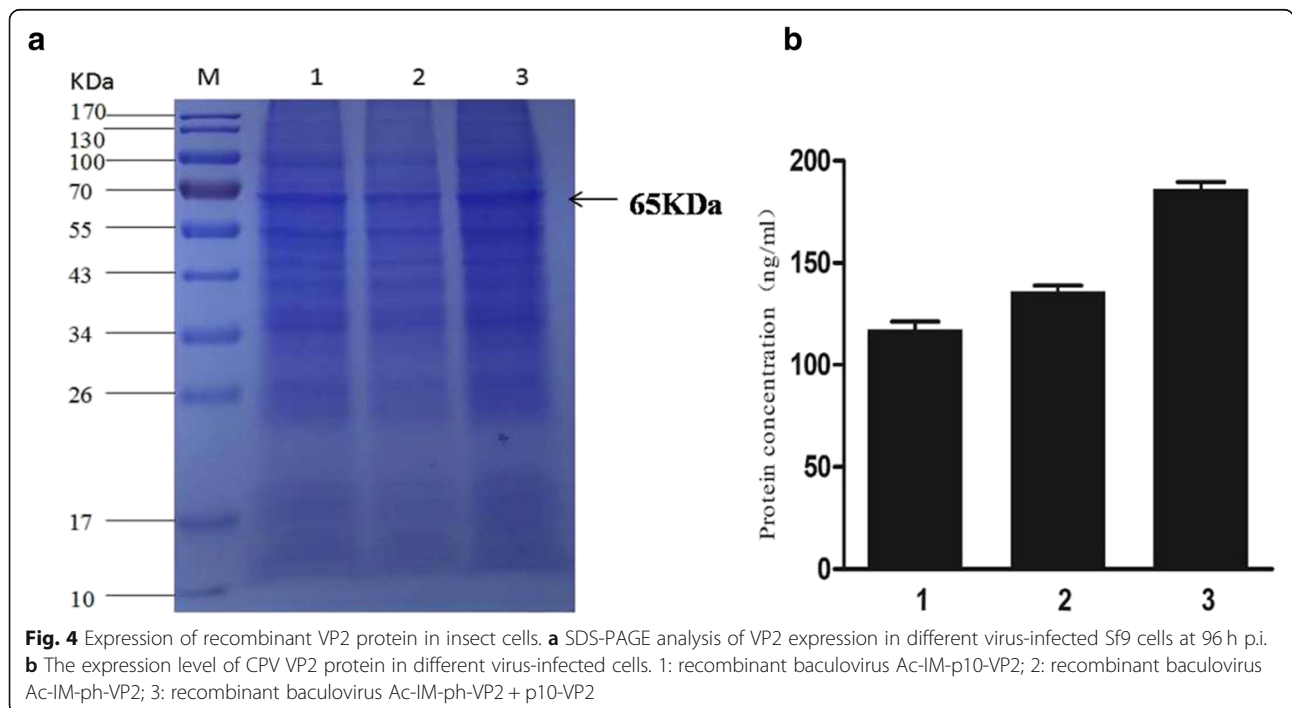 a
b
KDa M 1 2 3
170
130
100
70
55
43
34
26
17
10
65KDa
Protein concentration (ng/ml)
200
150
100
50
0
1 2 3
Fig. 4 Expression of recombinant VP2 protein in insect cells. a SDS-PAGE analysis of VP2 expression in different virus-infected Sf9 cells at 96 h p.i.
b The expression level of CPV VP2 protein in different virus-infected cells. 1: recombinant baculovirus Ac-IM-p10-VP2; 2: recombinant baculovirus
Ac-IM-ph-VP2; 3: recombinant baculovirus Ac-IM-ph-VP2 + p10-VP2